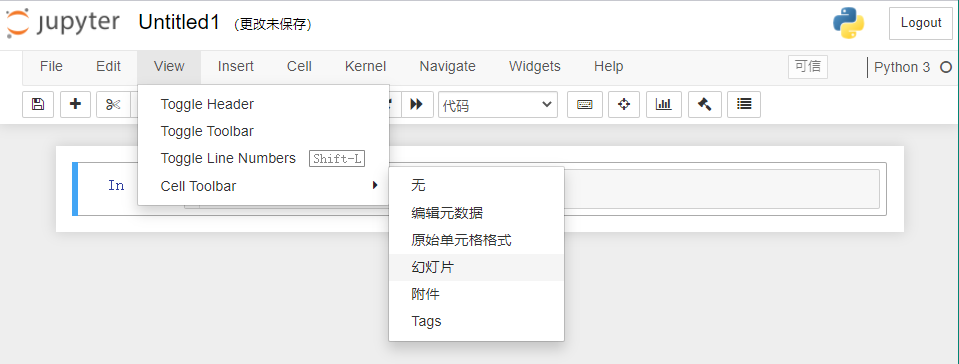 jupyter Untitled1 (更改未保存) Logout
File Edit View Insert Cell Kernel Navigate Widgets Help 可信 Python 3
代码
Toggle Header
Toggle Toolbar
Toggle Line Numbers Shift-L
Cell Toolbar
In
无
编辑元数据
原始单元格格式
幻灯片
附件
Tags